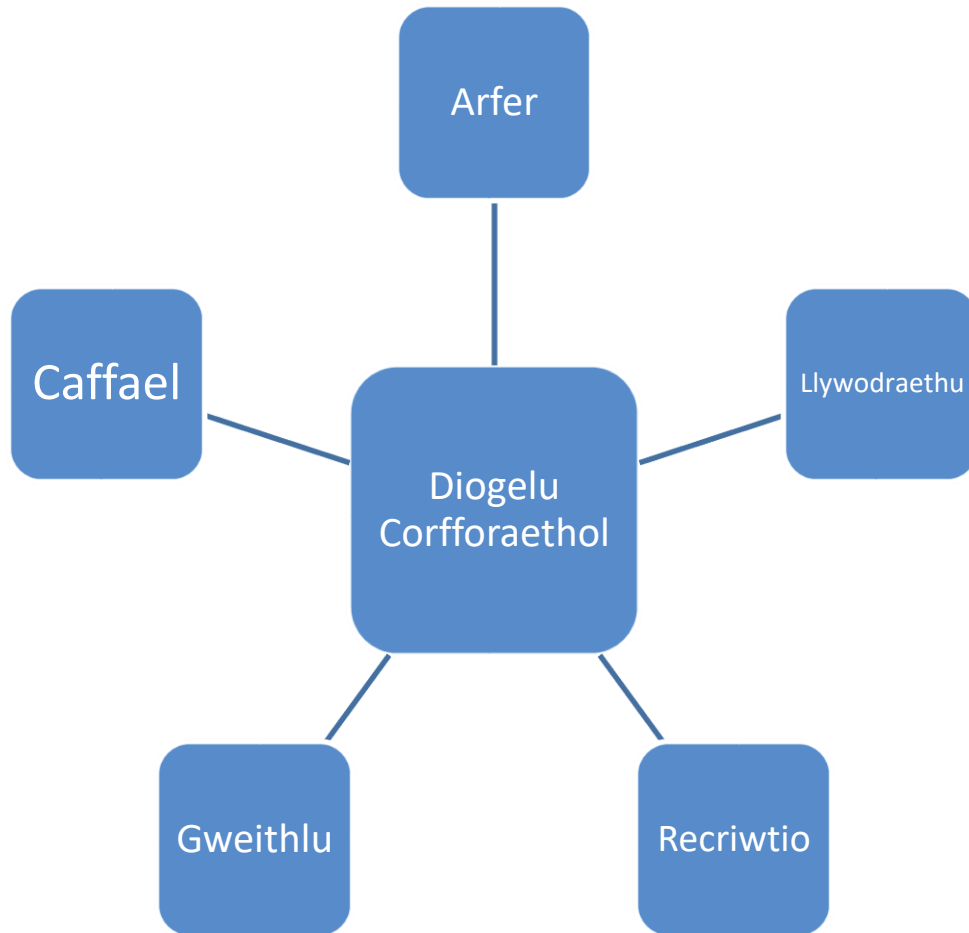 Arfer
Caffael
Llywodraethu
Diogelu
Corfforaethol
Gweithlu
Recriwtio